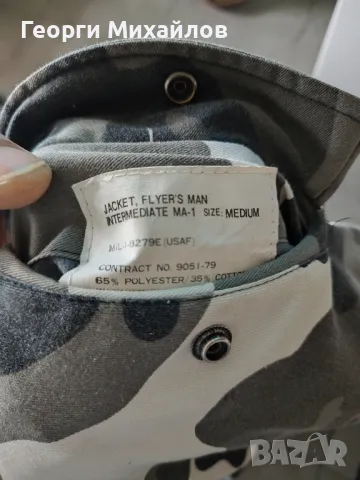 Георги Михайлов
JACKET, FLYER'S MAN
INTERMEDIATE MA-1 SIZE: MEDIUM
MIL-J-8279E (USAF)
CONTRACT NO. 9051-79
65% POLYESTER/35% COTTON
BAZAR